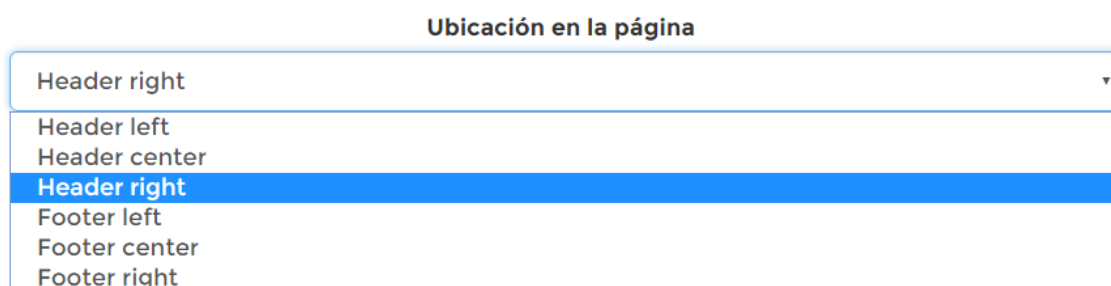 Ubicación en la página
Header right
Header left
Header center
Header right
Footer left
Footer center
Footer right